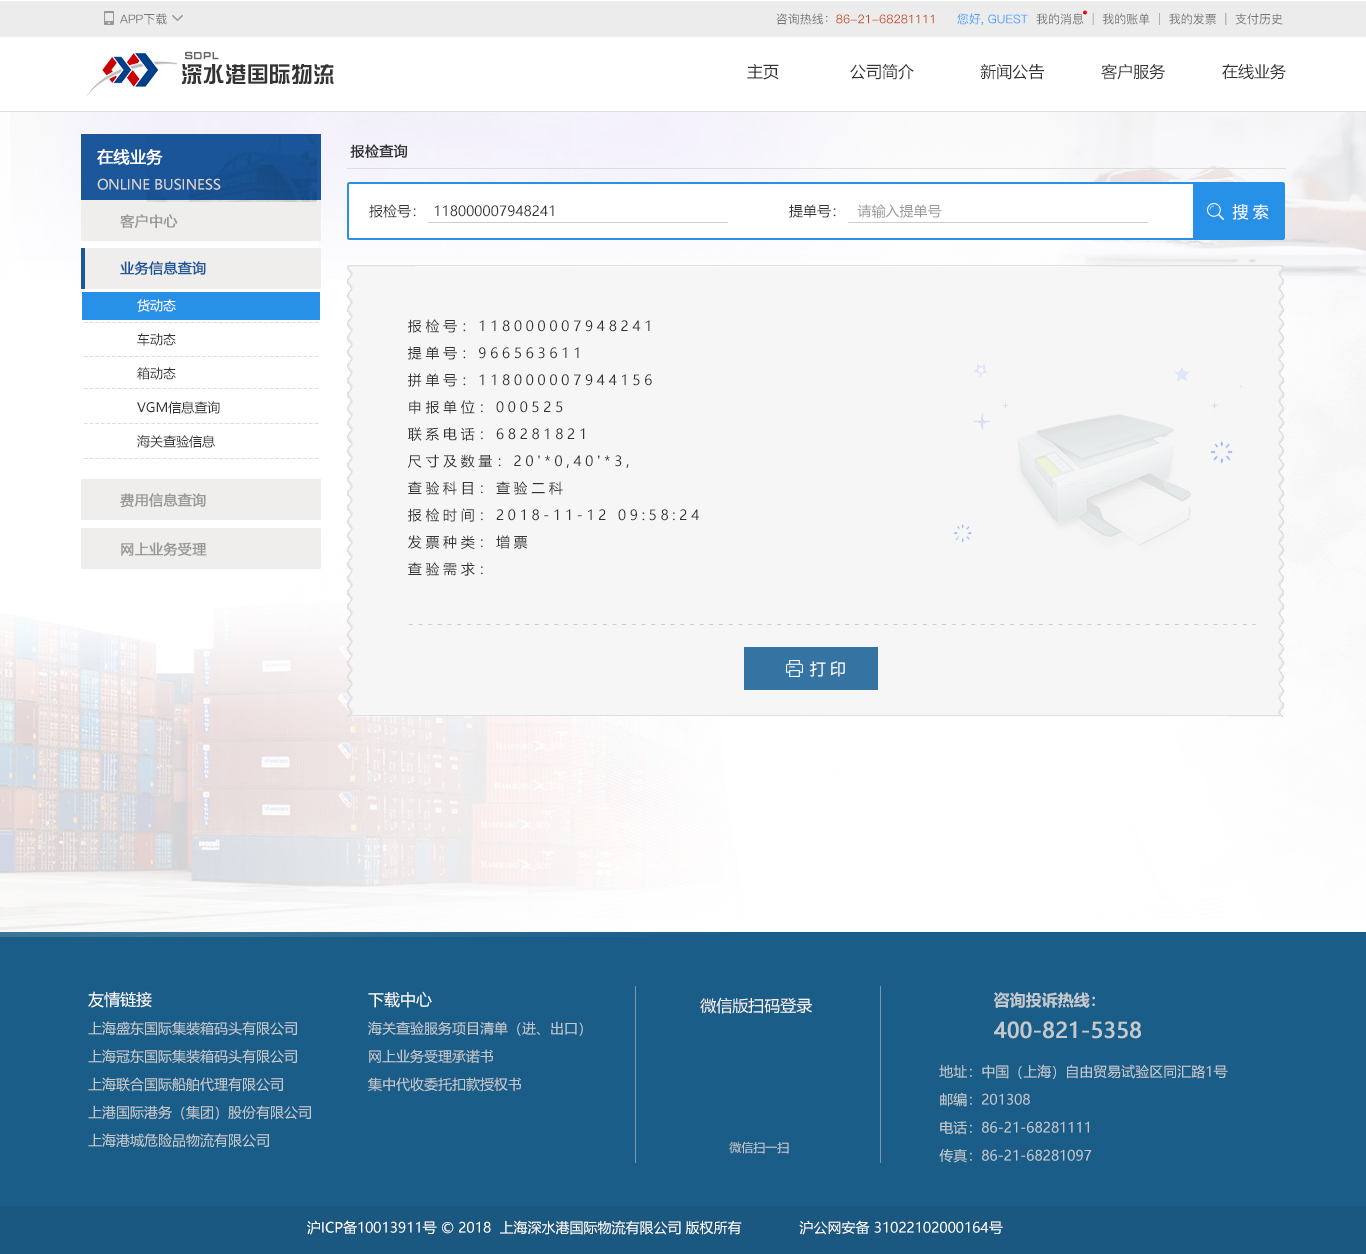 APP下载
咨询热线：86-21-68281111 您好, GUEST 我的消息 | 我的账单 | 我的发票 | 支付历史
SDPL
深水港国际物流
主页 公司简介 新闻公告 客户服务 在线业务
在线业务
ONLINE BUSINESS
客户中心
业务信息查询
货动态
车动态
箱动态
VGM信息查询
海关查验信息
费用信息查询
网上业务受理
报检查询
报检号： 118000007948241 提单号： 请输入提单号 搜 索
报检号：118000007948241
提单号：966563611
拼单号：118000007944156
申报单位：000525
联系电话：68281821
尺寸及数量：20'*0,40'*3,
查验科目：查验二科
报检时间：2018-11-12 09:58:24
发票种类：增票
查验需求：
打 印
友情链接
上海盛东国际集装箱码头有限公司
上海冠东国际集装箱码头有限公司
上海联合国际船舶代理有限公司
上港国际港务（集团）股份有限公司
上海港城危险品物流有限公司
下载中心
海关查验服务项目清单（进、出口）
网上业务受理承诺书
集中代收委托扣款授权书
微信版扫码登录
微信扫一扫
咨询投诉热线：
400-821-5358
地址：中国（上海）自由贸易试验区同汇路1号
邮编：201308
电话：86-21-68281111
传真：86-21-68281097
沪ICP备10013911号 © 2018 上海深水港国际物流有限公司 版权所有 沪公网安备 31022102000164号